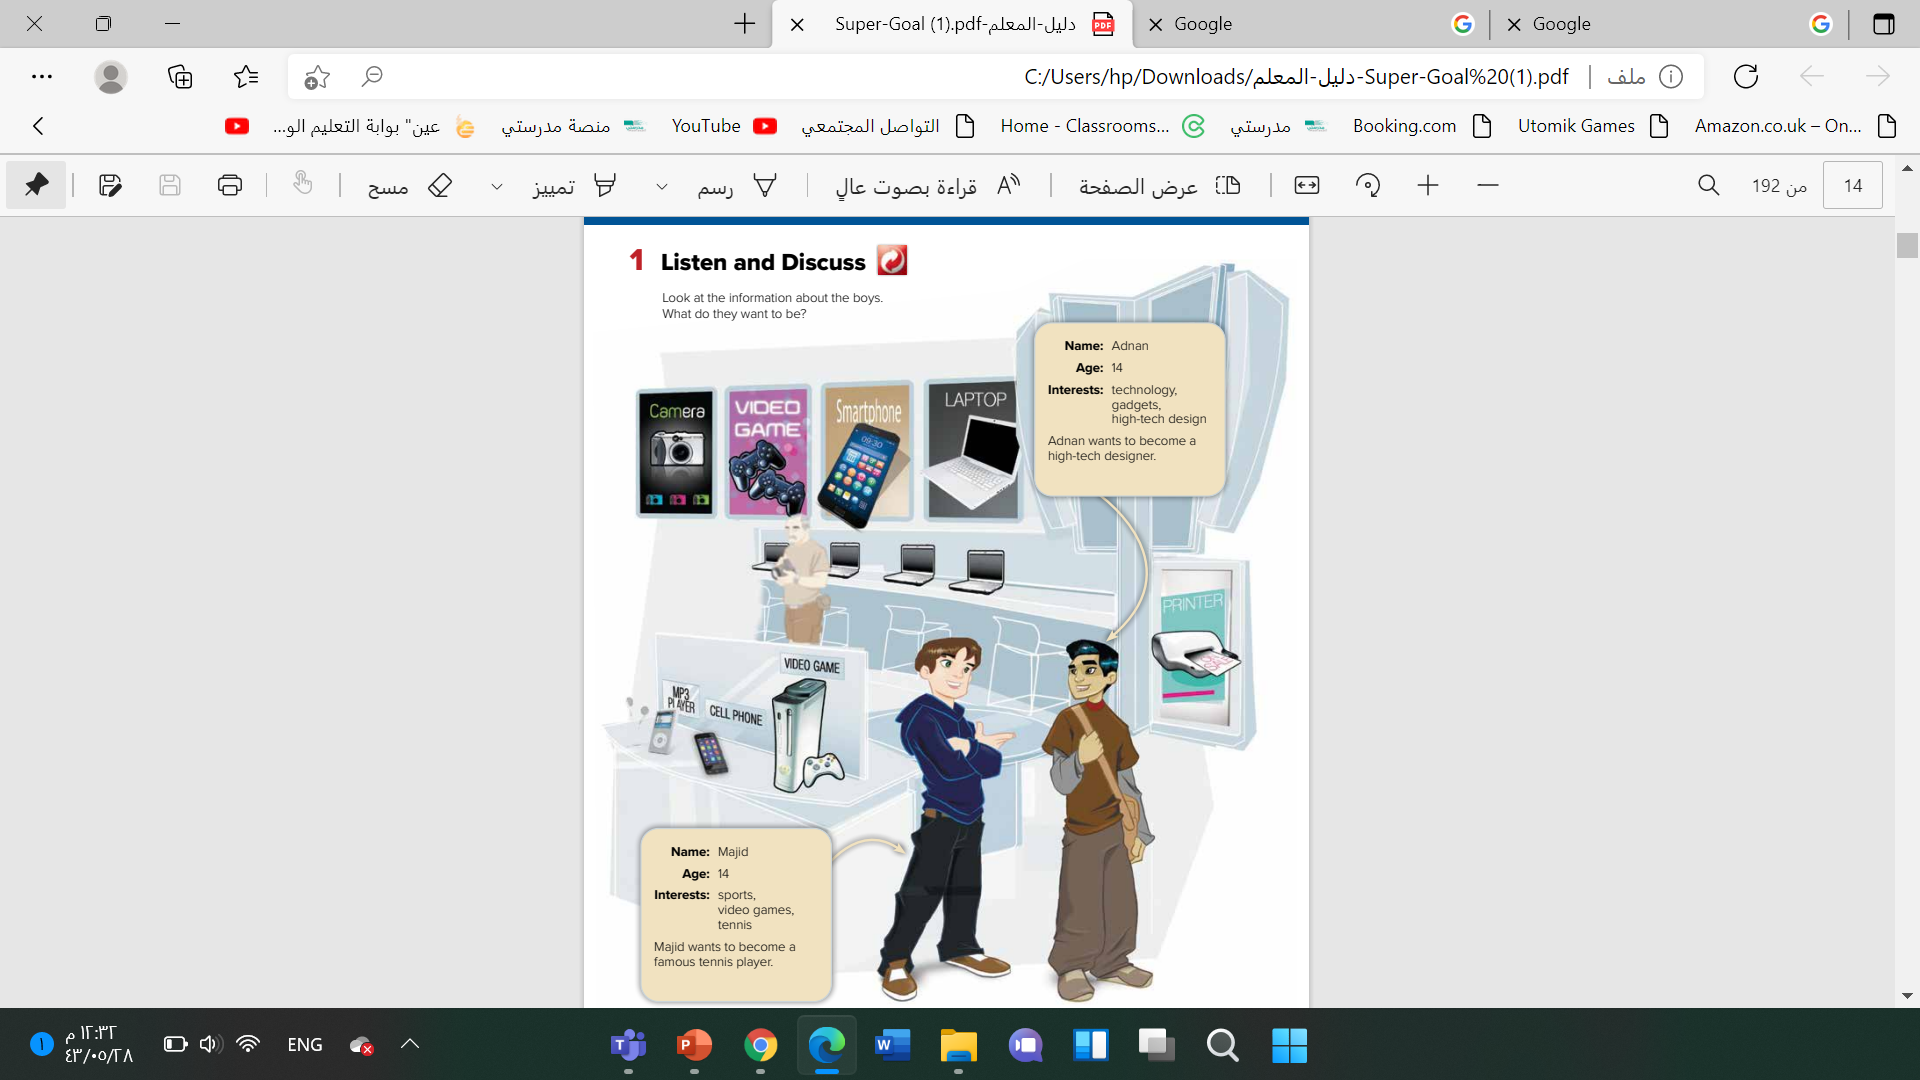 دليل-المعلم-Super-Goal (1).pdf
Google
Google
C:/Users/hp/Downloads/دليل-المعلم-Super-Goal%20(1).pdf
ملف
عين" بوابة التعليم الو...
منصة مدرستي
YouTube
التواصل المجتمعي
Home - Classrooms...
مدرستي
Booking.com
Utomik Games
Amazon.co.uk – On...
مسح
تمييز
رسم
قراءة بصوت عالٍ
عرض الصفحة
من 192
14
1 Listen and Discuss
Look at the information about the boys.
What do they want to be?
Name: Adnan
Age: 14
Interests: technology,
gadgets,
high-tech design
Adnan wants to become a
high-tech designer.
Camera
VIDEO
GAME
Smartphone
09:30
LAPTOP
PRINTER
VIDEO GAME
MP3
PLAYER
CELL PHONE
Name: Majid
Age: 14
Interests: sports,
video games,
tennis
Majid wants to become a
famous tennis player.
١٢:٣٢ م
٤٣/٠٥/٢٨
١
ENG